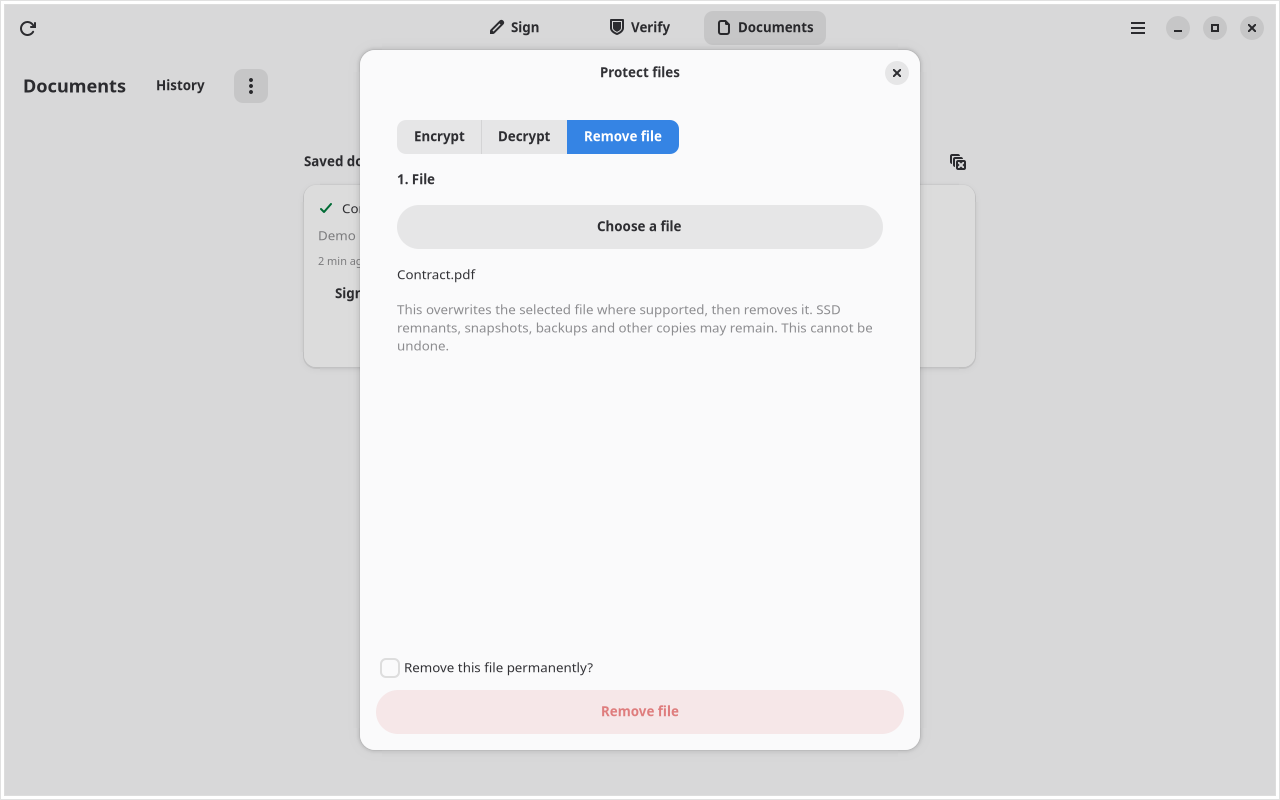 Sign
Verify
Documents
Documents
History
Protect files
Encrypt
Decrypt
Remove file
Saved do
1. File
Choose a file
Demo
2 min
Contract.pdf
Sign
This overwrites the selected file where supported, then removes it. SSD
remnants, snapshots, backups and other copies may remain. This cannot be
undone.
Remove this file permanently?
Remove file